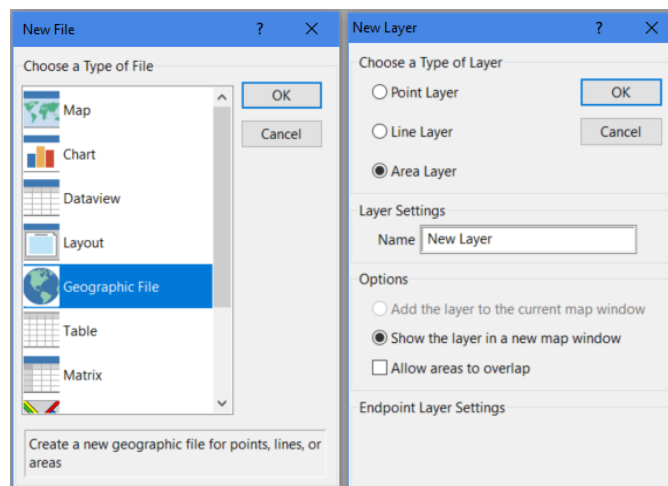 New File
?
Choose a Type of File
Map
Chart
Dataview
Layout
Geographic File
Table
Matrix
OK
Cancel
Create a new geographic file for points, lines, or
areas
New Layer
?
Choose a Type of Layer
Point Layer
OK
Line Layer
Cancel
Area Layer
Layer Settings
Name New Layer
Options
Add the layer to the current map window
Show the layer in a new map window
Allow areas to overlap
Endpoint Layer Settings